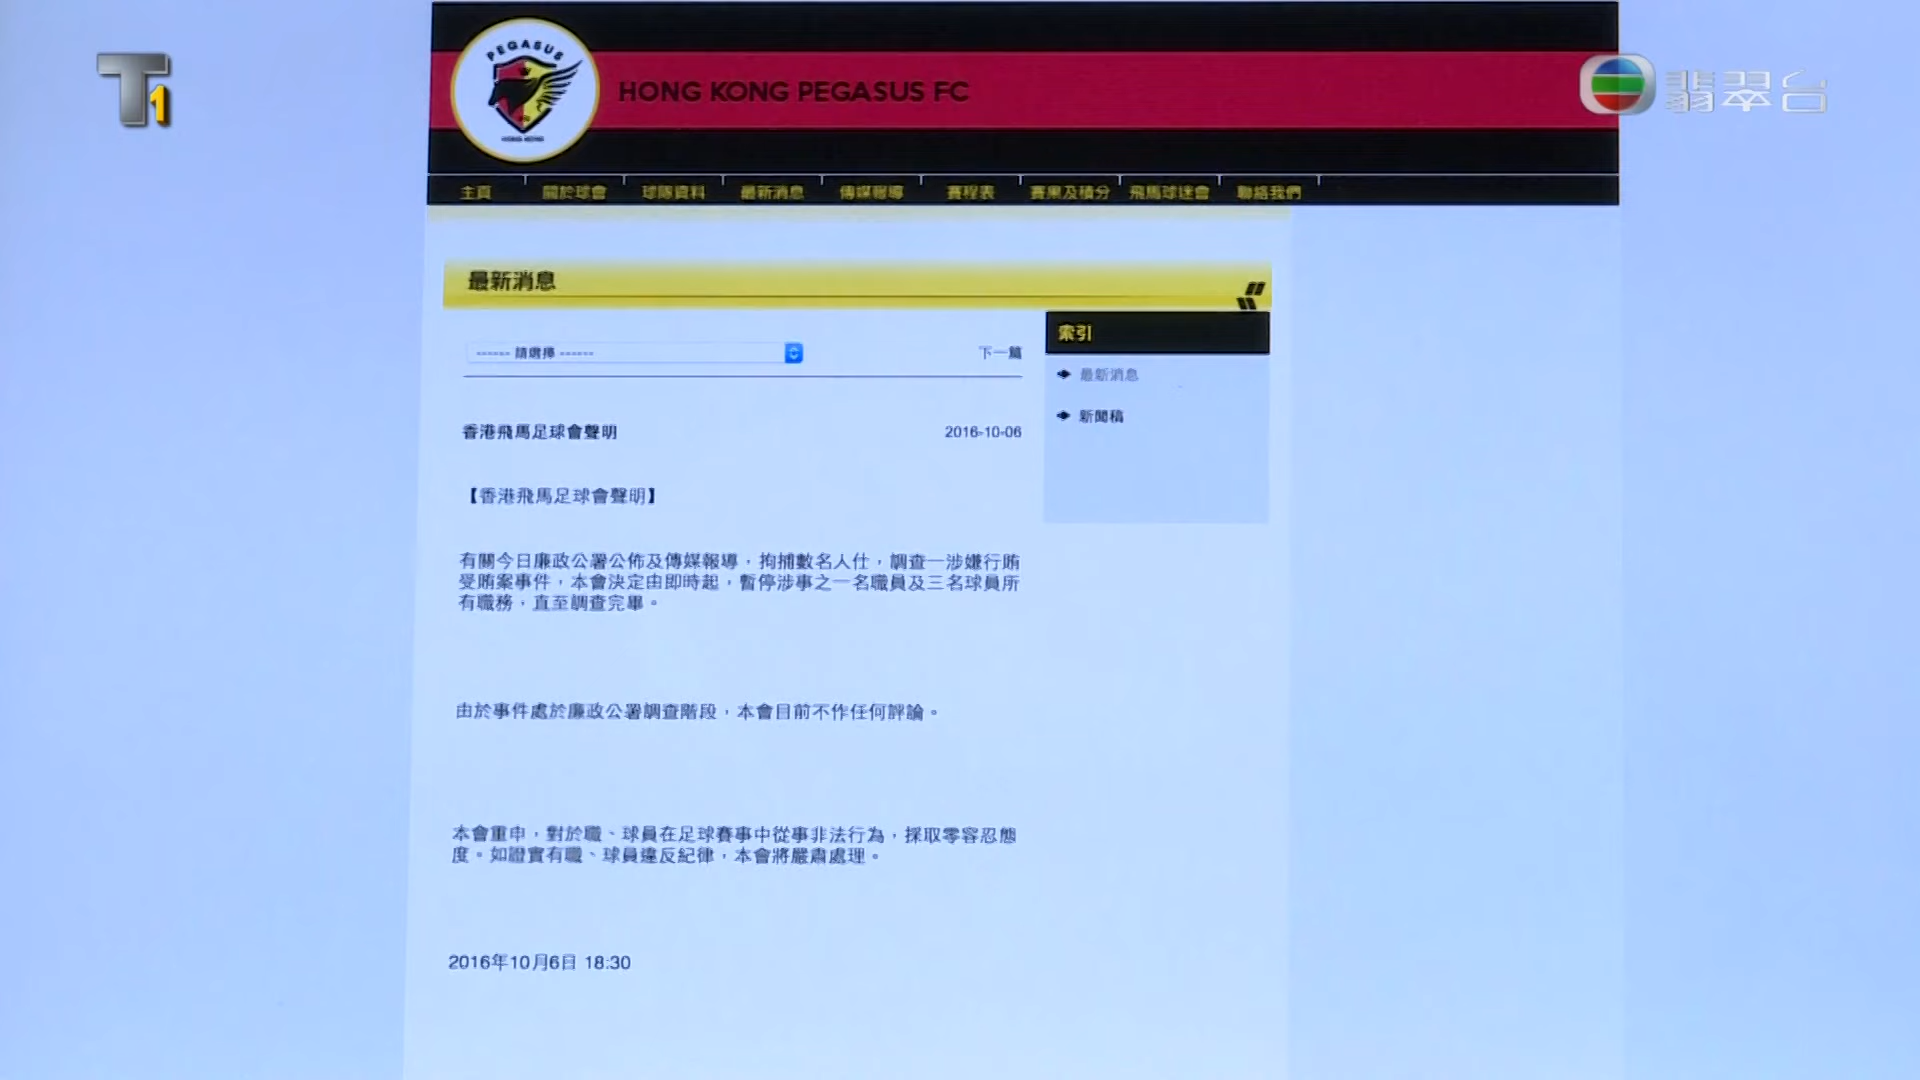 T1
翡翠台
PEGASUS
HONG KONG
HONG KONG PEGASUS FC
主頁 關於球會 球隊資料 最新消息 傳媒報導 賽程表 賽果及積分 飛馬球迷會 聯絡我們
最新消息
------ 請選擇 ------
下一篇
索引
最新消息
新聞稿
香港飛馬足球會聲明
2016-10-06
【香港飛馬足球會聲明】
有關今日廉政公署公佈及傳媒報導，拘捕數名人仕，調查一涉嫌行賄
受賄案事件，本會決定由即時起，暫停涉事之一名職員及三名球員所
有職務，直至調查完畢。
由於事件處於廉政公署調查階段，本會目前不作任何評論。
本會重申，對於職、球員在足球賽事中從事非法行為，採取零容忍態
度。如證實有職、球員違反紀律，本會將嚴肅處理。
2016年10月6日 18:30